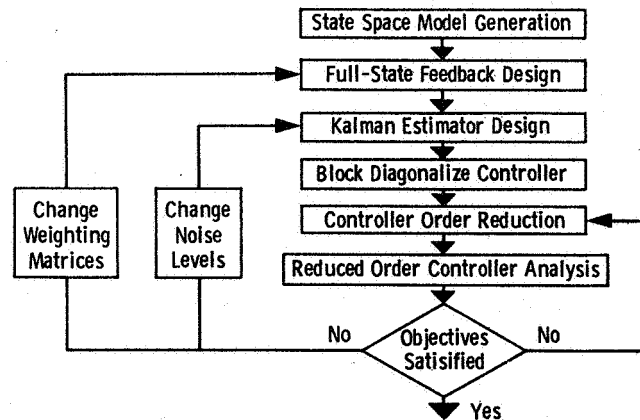 State Space Model Generation
Full-State Feedback Design
Kalman Estimator Design
Block Diagonalize Controller
Change
Weighting
Matrices
Change
Noise
Levels
Controller Order Reduction
Reduced Order Controller Analysis
No
Objectives
Satisified
No
Yes